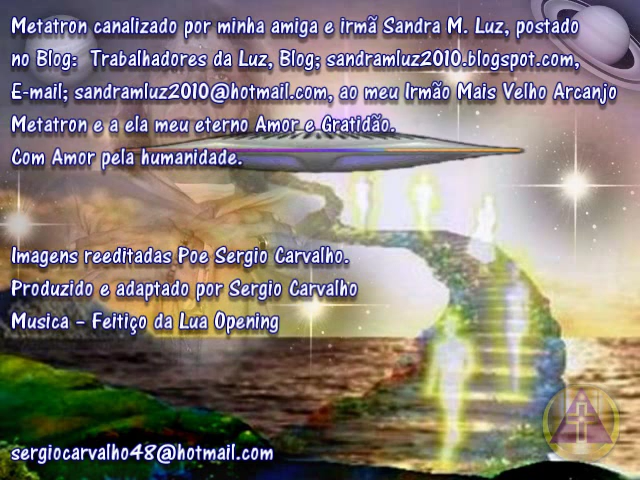 Metatron canalizado por minha amiga e irmã Sandra M. Luz, postado
no Blog:  Trabalhadores da Luz, Blog; sandramluz2010.blogspot.com,
E-mail; sandramluz2010@hotmail.com, ao meu Irmão Mais Velho Arcanjo
Metatron e a ela meu eterno Amor e Gratidão.
Com Amor pela humanidade.
Imagens reeditadas Poe Sergio Carvalho.
Produzido e adaptado por Sergio Carvalho
Musica – Feitiço da Lua Opening
sergiocarvalho48@hotmail.com